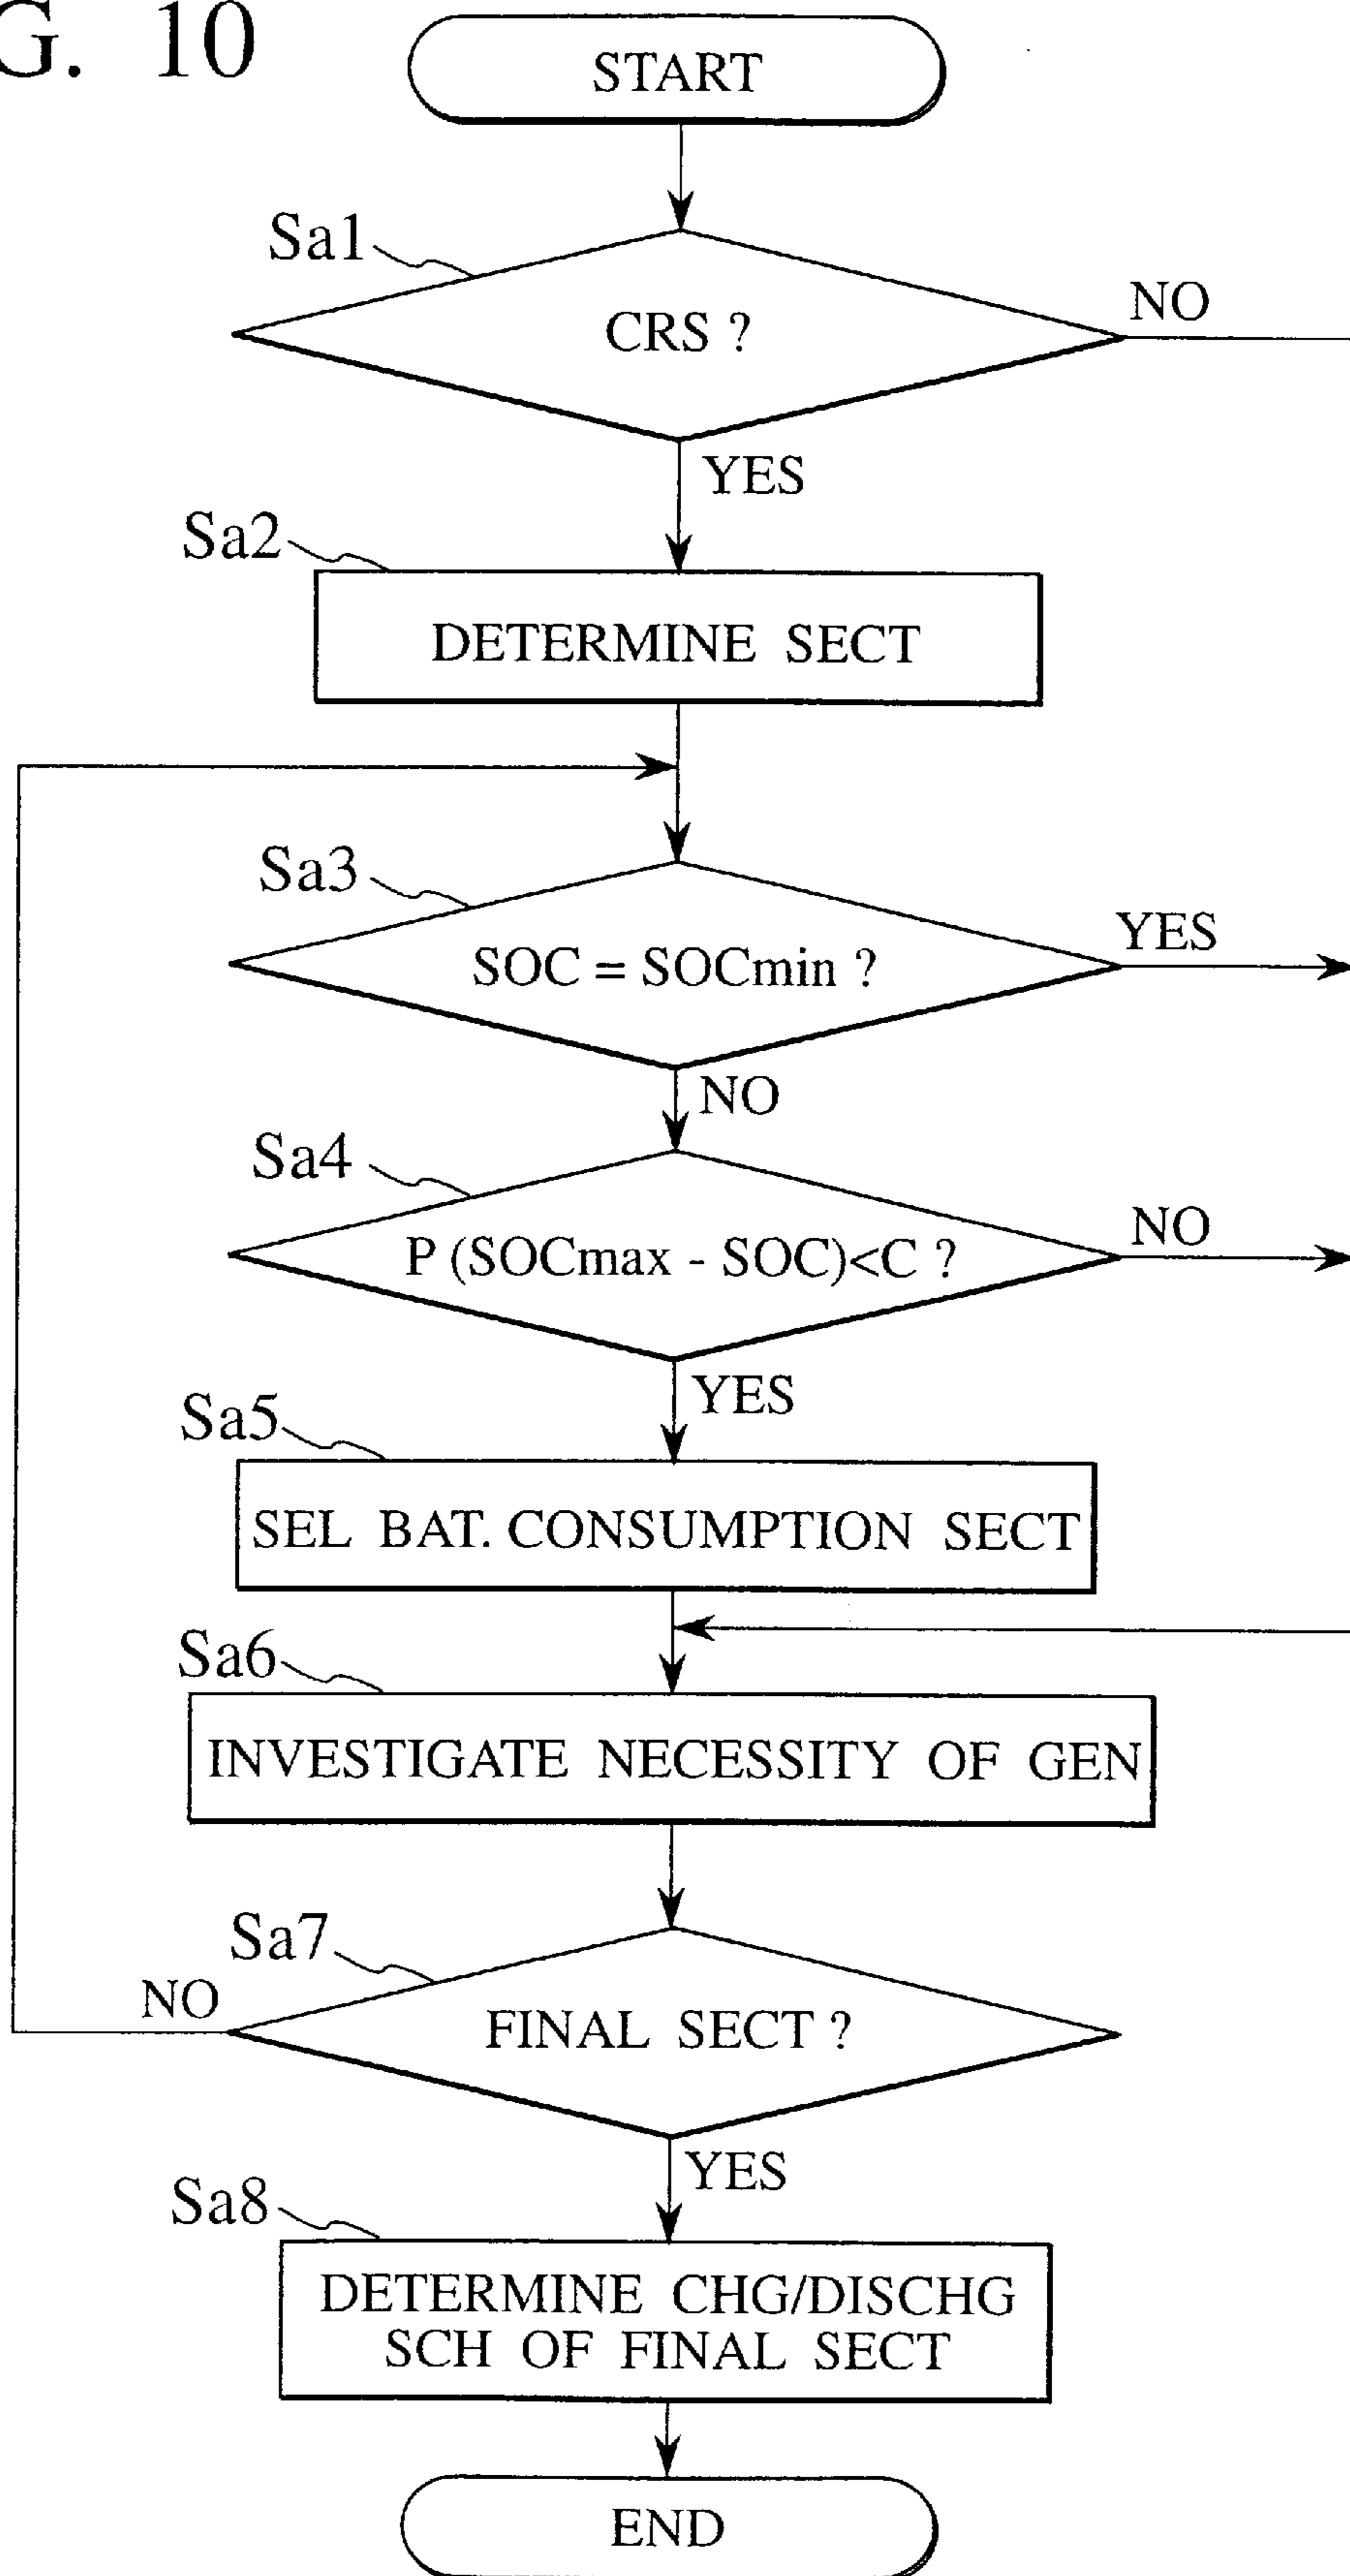 G. 10
START
Sa1
CRS ?
NO
YES
Sa2
DETERMINE SECT
Sa3
SOC = SOCmin ?
YES
NO
Sa4
P (SOCmax - SOC)<C ?
NO
YES
Sa5
SEL BAT. CONSUMPTION SECT
Sa6
INVESTIGATE NECESSITY OF GEN
Sa7
NO
FINAL SECT ?
YES
Sa8
DETERMINE CHG/DISCHG
SCH OF FINAL SECT
END